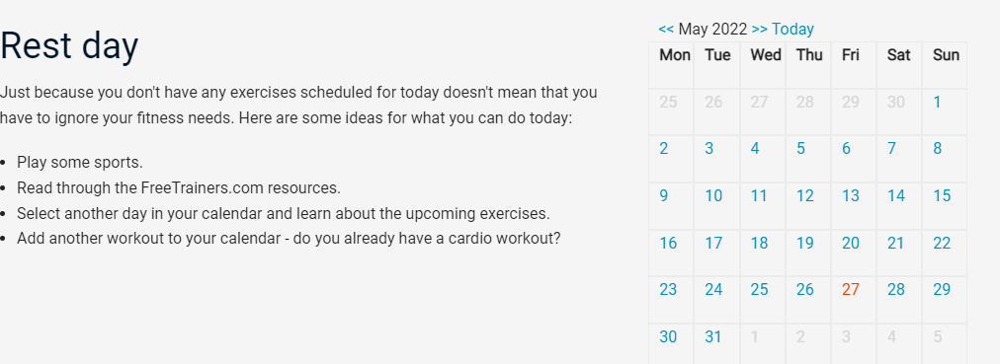 Rest day
Just because you don't have any exercises scheduled for today doesn't mean that you
have to ignore your fitness needs. Here are some ideas for what you can do today:
• Play some sports.
• Read through the FreeTrainers.com resources.
• Select another day in your calendar and learn about the upcoming exercises.
• Add another workout to your calendar - do you already have a cardio workout?
<< May 2022 >> Today
Mon Tue Wed Thu Fri Sat Sun
25 26 27 28 29 30 1
2 3 4 5 6 7 8
9 10 11 12 13 14 15
16 17 18 19 20 21 22
23 24 25 26 27 28 29
30 31 1 2 3 4 5